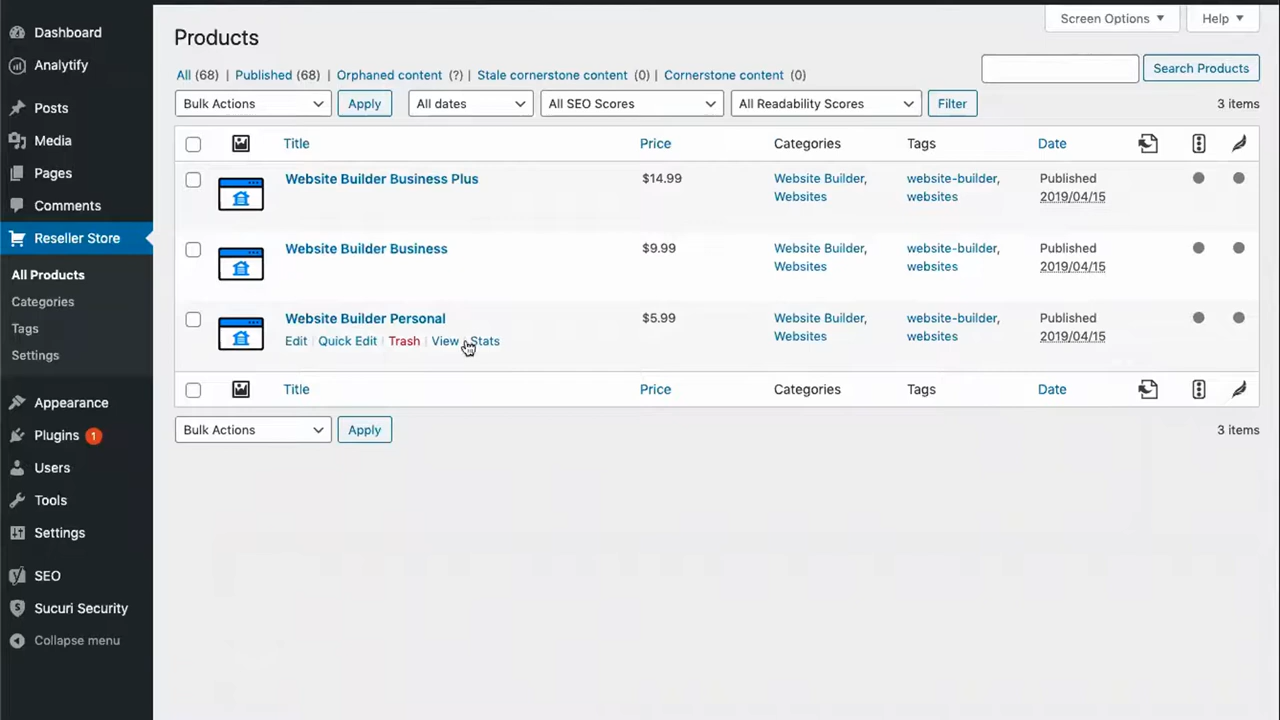 Dashboard
Analytify
Posts
Media
Pages
Comments
Reseller Store
All Products
Categories
Tags
Settings
Appearance
Plugins 1
Users
Tools
Settings
SEO
Sucuri Security
Collapse menu
Screen Options Help
Products
All (68) | Published (68) | Orphaned content (?) | Stale cornerstone content (0) | Cornerstone content (0)
Search Products
Bulk Actions Apply All dates All SEO Scores All Readability Scores Filter 3 items
Title Price Categories Tags Date
Website Builder Business Plus $14.99 Website Builder, website-builder, Published
Websites websites 2019/04/15
Website Builder Business $9.99 Website Builder, website-builder, Published
Websites websites 2019/04/15
Website Builder Personal $5.99 Website Builder, website-builder, Published
Websites websites 2019/04/15
Edit | Quick Edit | Trash | View Stats
Title Price Categories Tags Date
Bulk Actions Apply 3 items